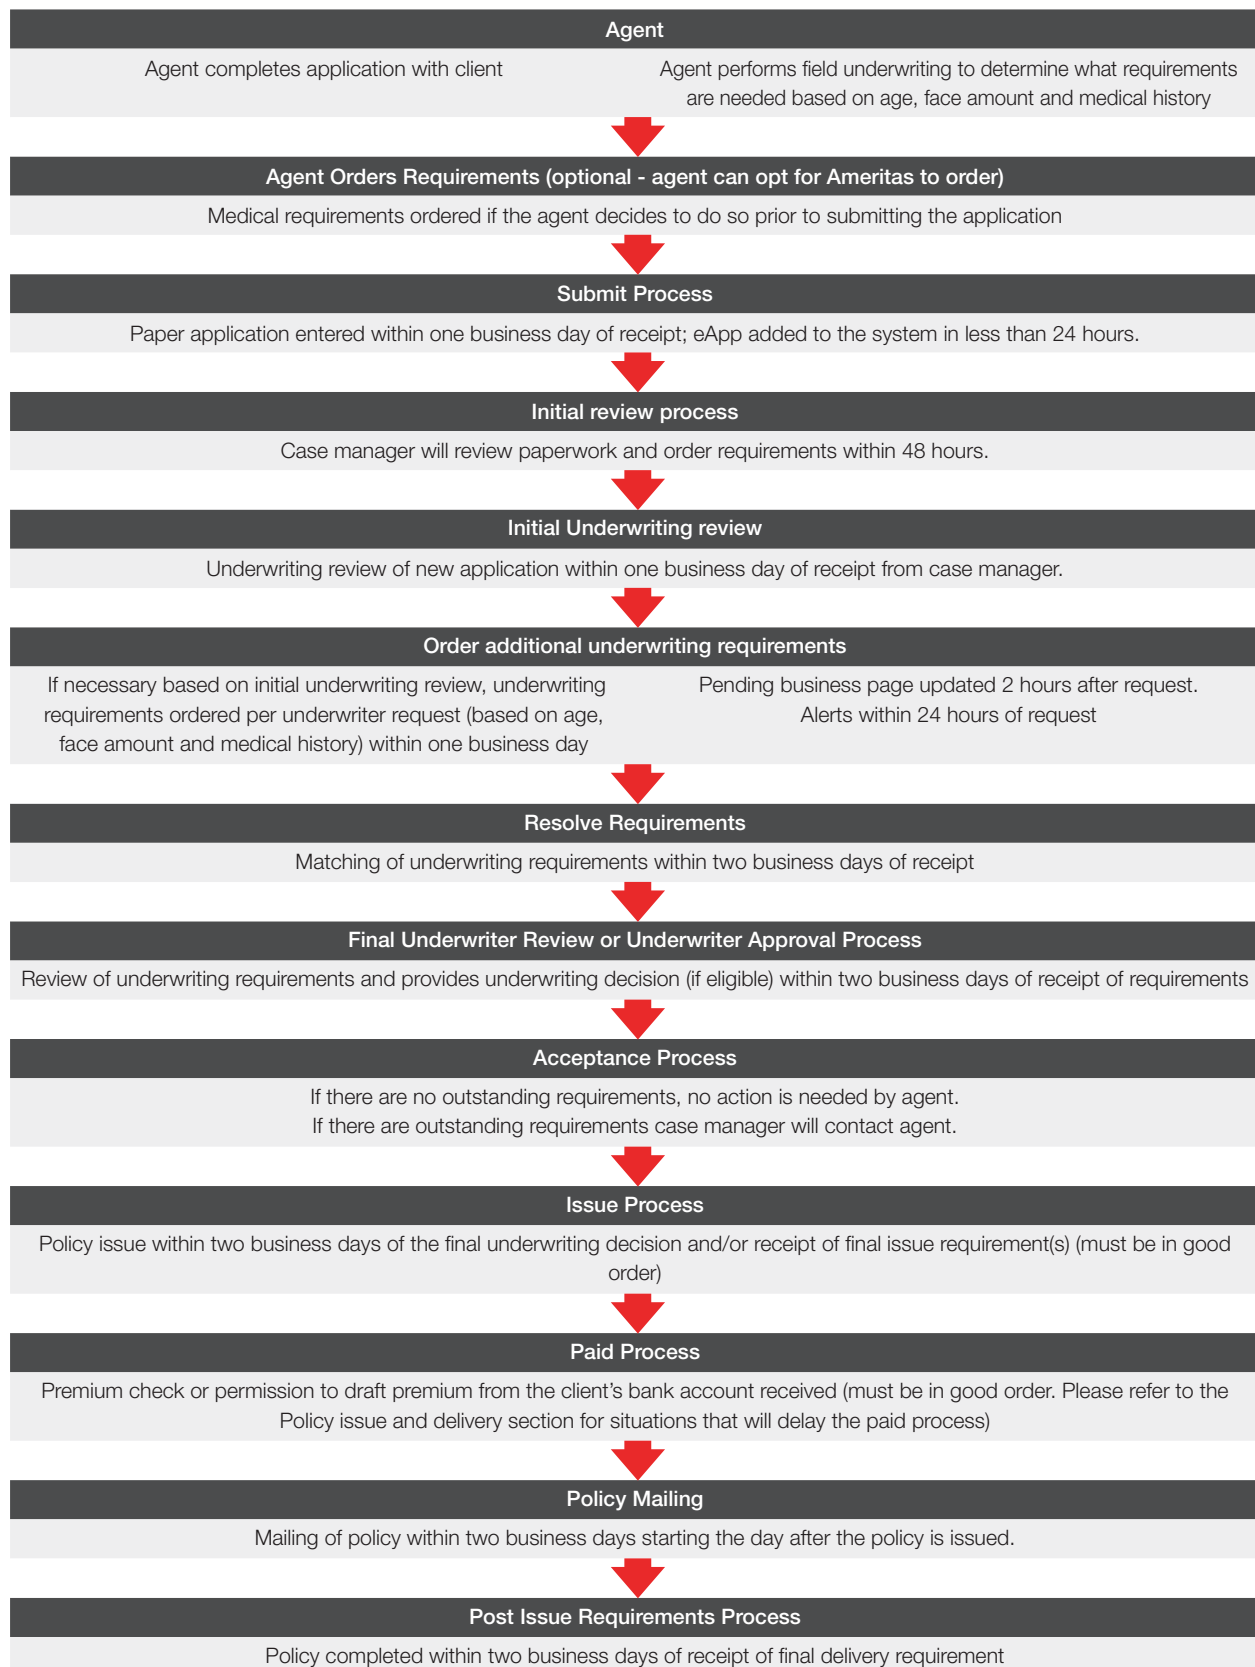 Agent
Agent completes application with client
Agent performs field underwriting to determine what requirements
are needed based on age, face amount and medical history
Agent Orders Requirements (optional - agent can opt for Ameritas to order)
Medical requirements ordered if the agent decides to do so prior to submitting the application
Submit Process
Paper application entered within one business day of receipt; eApp added to the system in less than 24 hours.
Initial review process
Case manager will review paperwork and order requirements within 48 hours.
Initial Underwriting review
Underwriting review of new application within one business day of receipt from case manager.
Order additional underwriting requirements
If necessary based on initial underwriting review, underwriting
requirements ordered per underwriter request (based on age,
face amount and medical history) within one business day
Pending business page updated 2 hours after request.
Alerts within 24 hours of request
Resolve Requirements
Matching of underwriting requirements within two business days of receipt
Final Underwriter Review or Underwriter Approval Process
Review of underwriting requirements and provides underwriting decision (if eligible) within two business days of receipt of requirements
Acceptance Process
If there are no outstanding requirements, no action is needed by agent.
If there are outstanding requirements case manager will contact agent.
Issue Process
Policy issue within two business days of the final underwriting decision and/or receipt of final issue requirement(s) (must be in good
order)
Paid Process
Premium check or permission to draft premium from the client’s bank account received (must be in good order. Please refer to the
Policy issue and delivery section for situations that will delay the paid process)
Policy Mailing
Mailing of policy within two business days starting the day after the policy is issued.
Post Issue Requirements Process
Policy completed within two business days of receipt of final delivery requirement